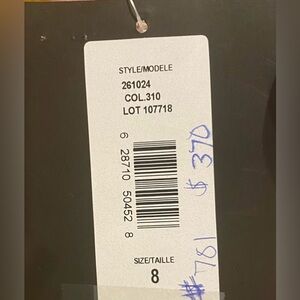 STYLE/MODELE
261024
COL.310
LOT 107718
6 28710 50452 8
SIZE/TAILLE
8
# 781 $ 370